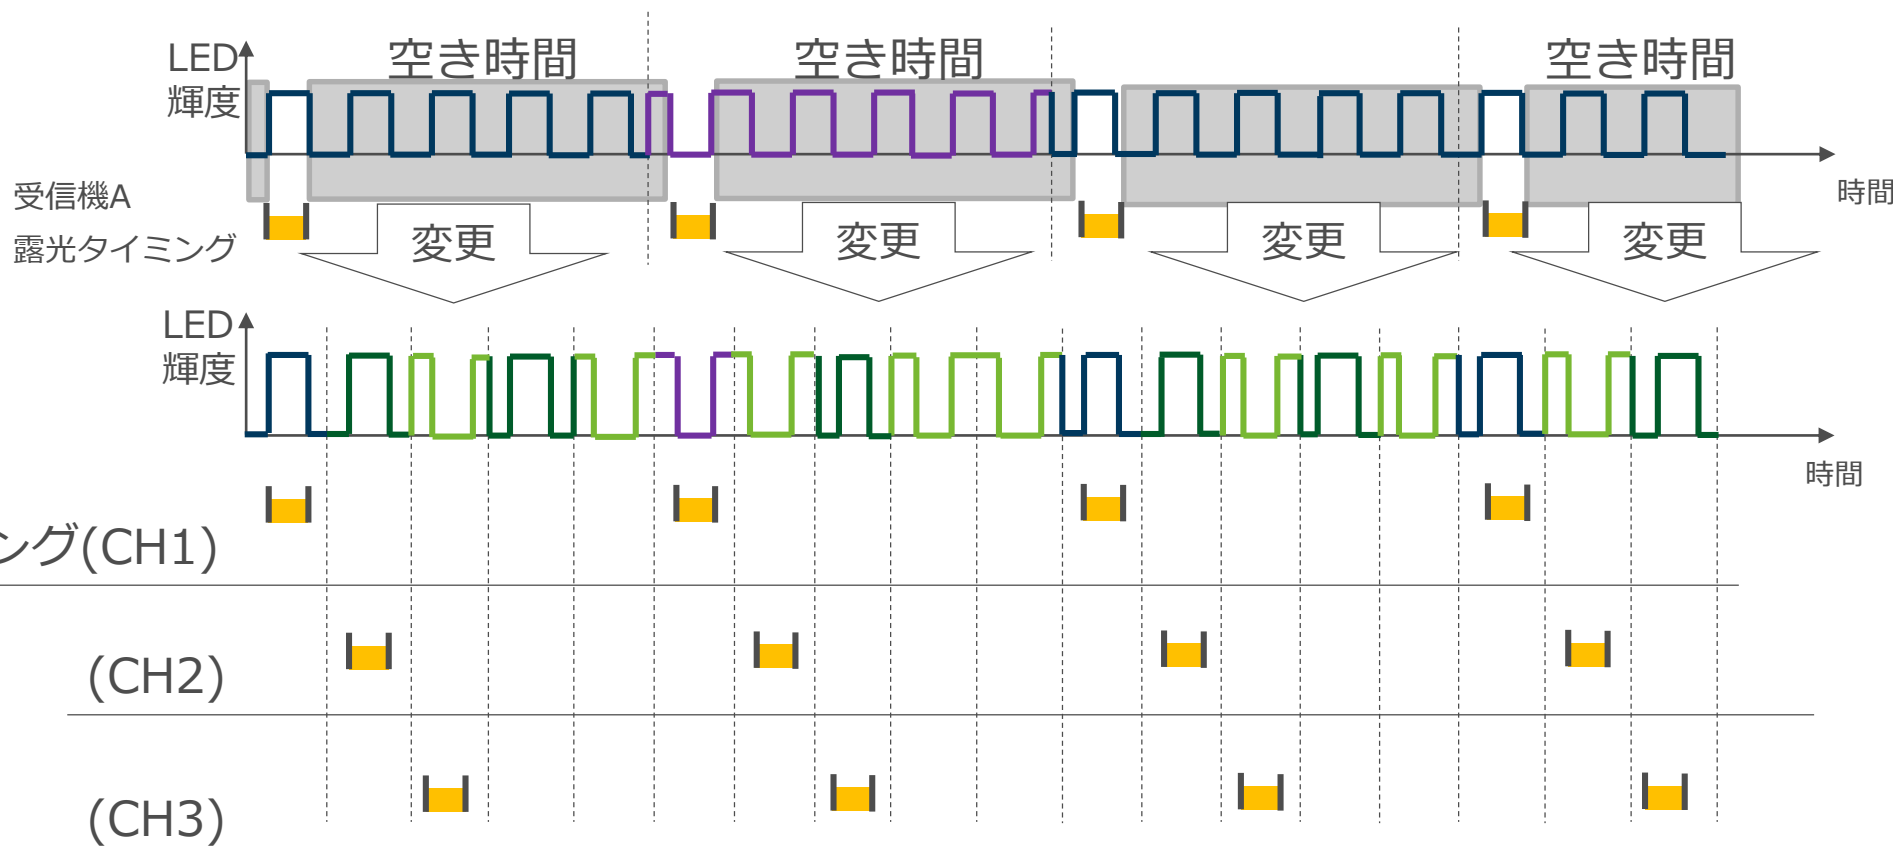 LED
輝度
空き時間
空き時間
空き時間
時間
受信機A
露光タイミング
変更
変更
変更
変更
LED
輝度
時間
ング(CH1)
(CH2)
(CH3)